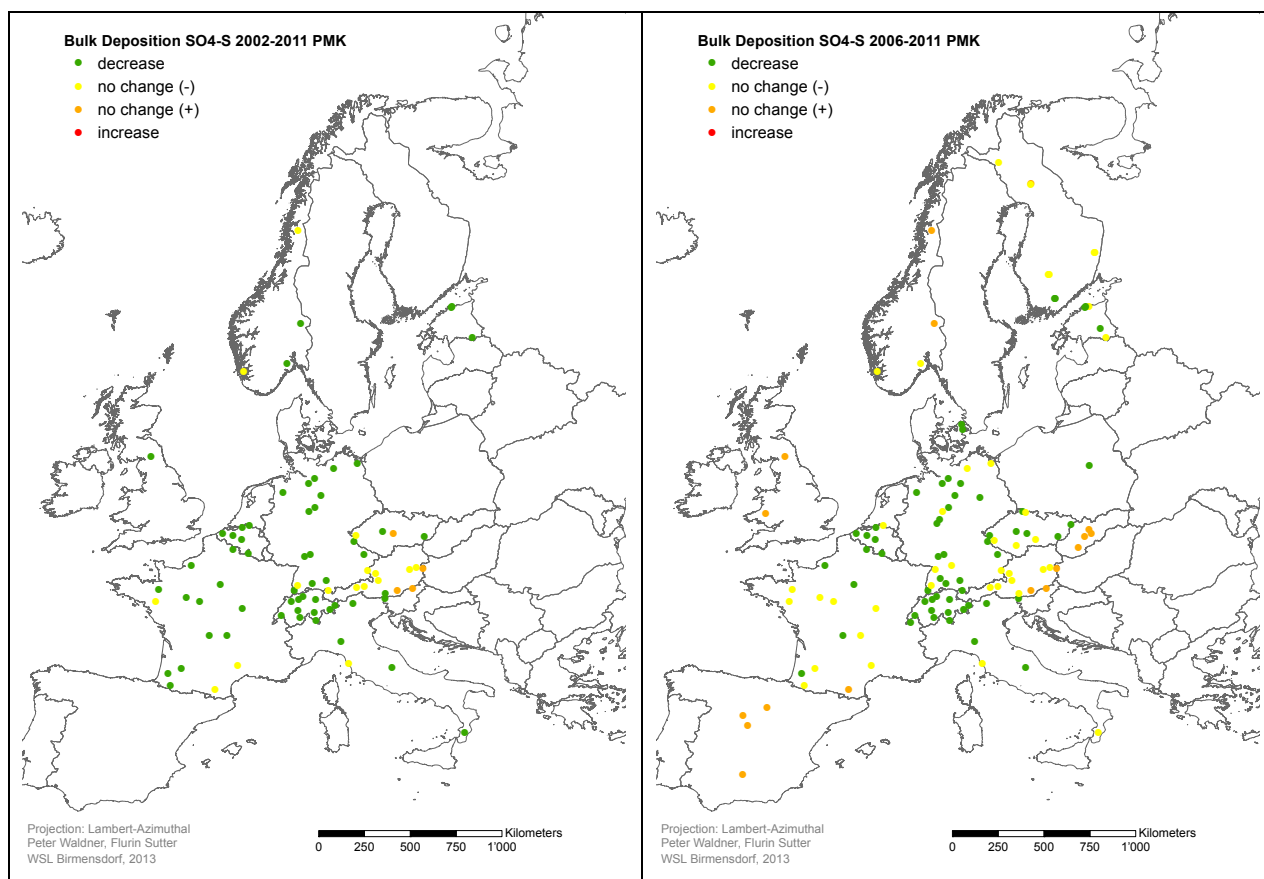 Bulk Deposition SO4-S 2002-2011 PMK
decrease
no change (-)
no change (+)
increase
Projection: Lambert-Azimuthal
Peter Waldner, Flurin Sutter
WSL Birmensdorf, 2013
Kilometers
0 250 500 750 1'000
Bulk Deposition SO4-S 2006-2011 PMK
decrease
no change (-)
no change (+)
increase
Projection: Lambert-Azimuthal
Peter Waldner, Flurin Sutter
WSL Birmensdorf, 2013
Kilometers
0 250 500 750 1'000